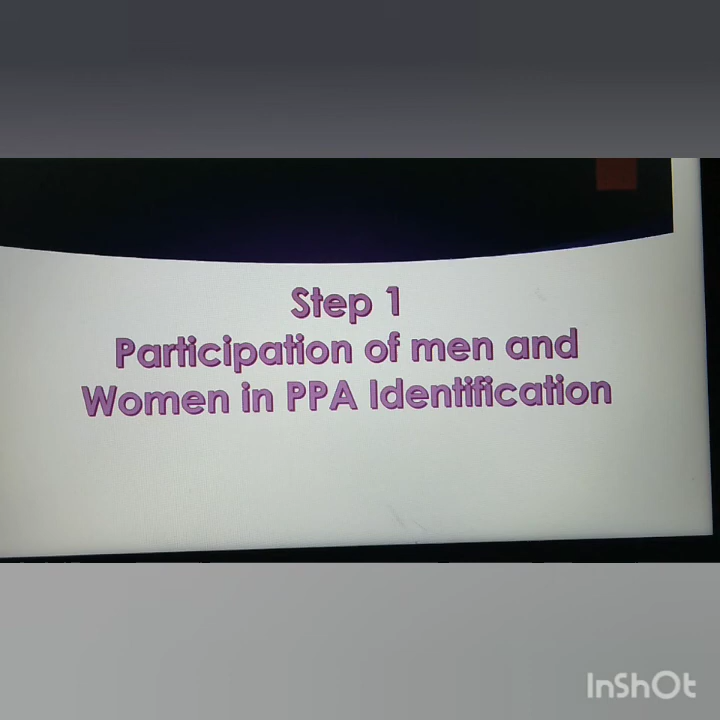 Step 1
Participation of men and
Women in PPA Identification
InShOt